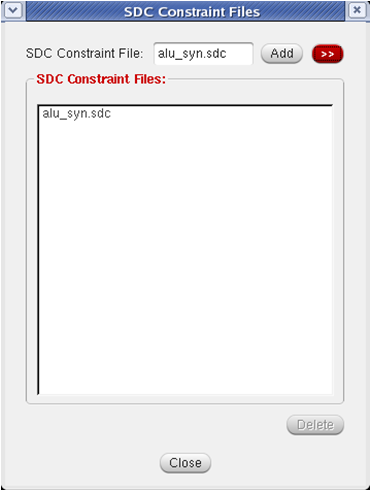 SDC Constraint Files
SDC Constraint File: alu_syn.sdc Add >>
SDC Constraint Files:
alu_syn.sdc
Delete
Close